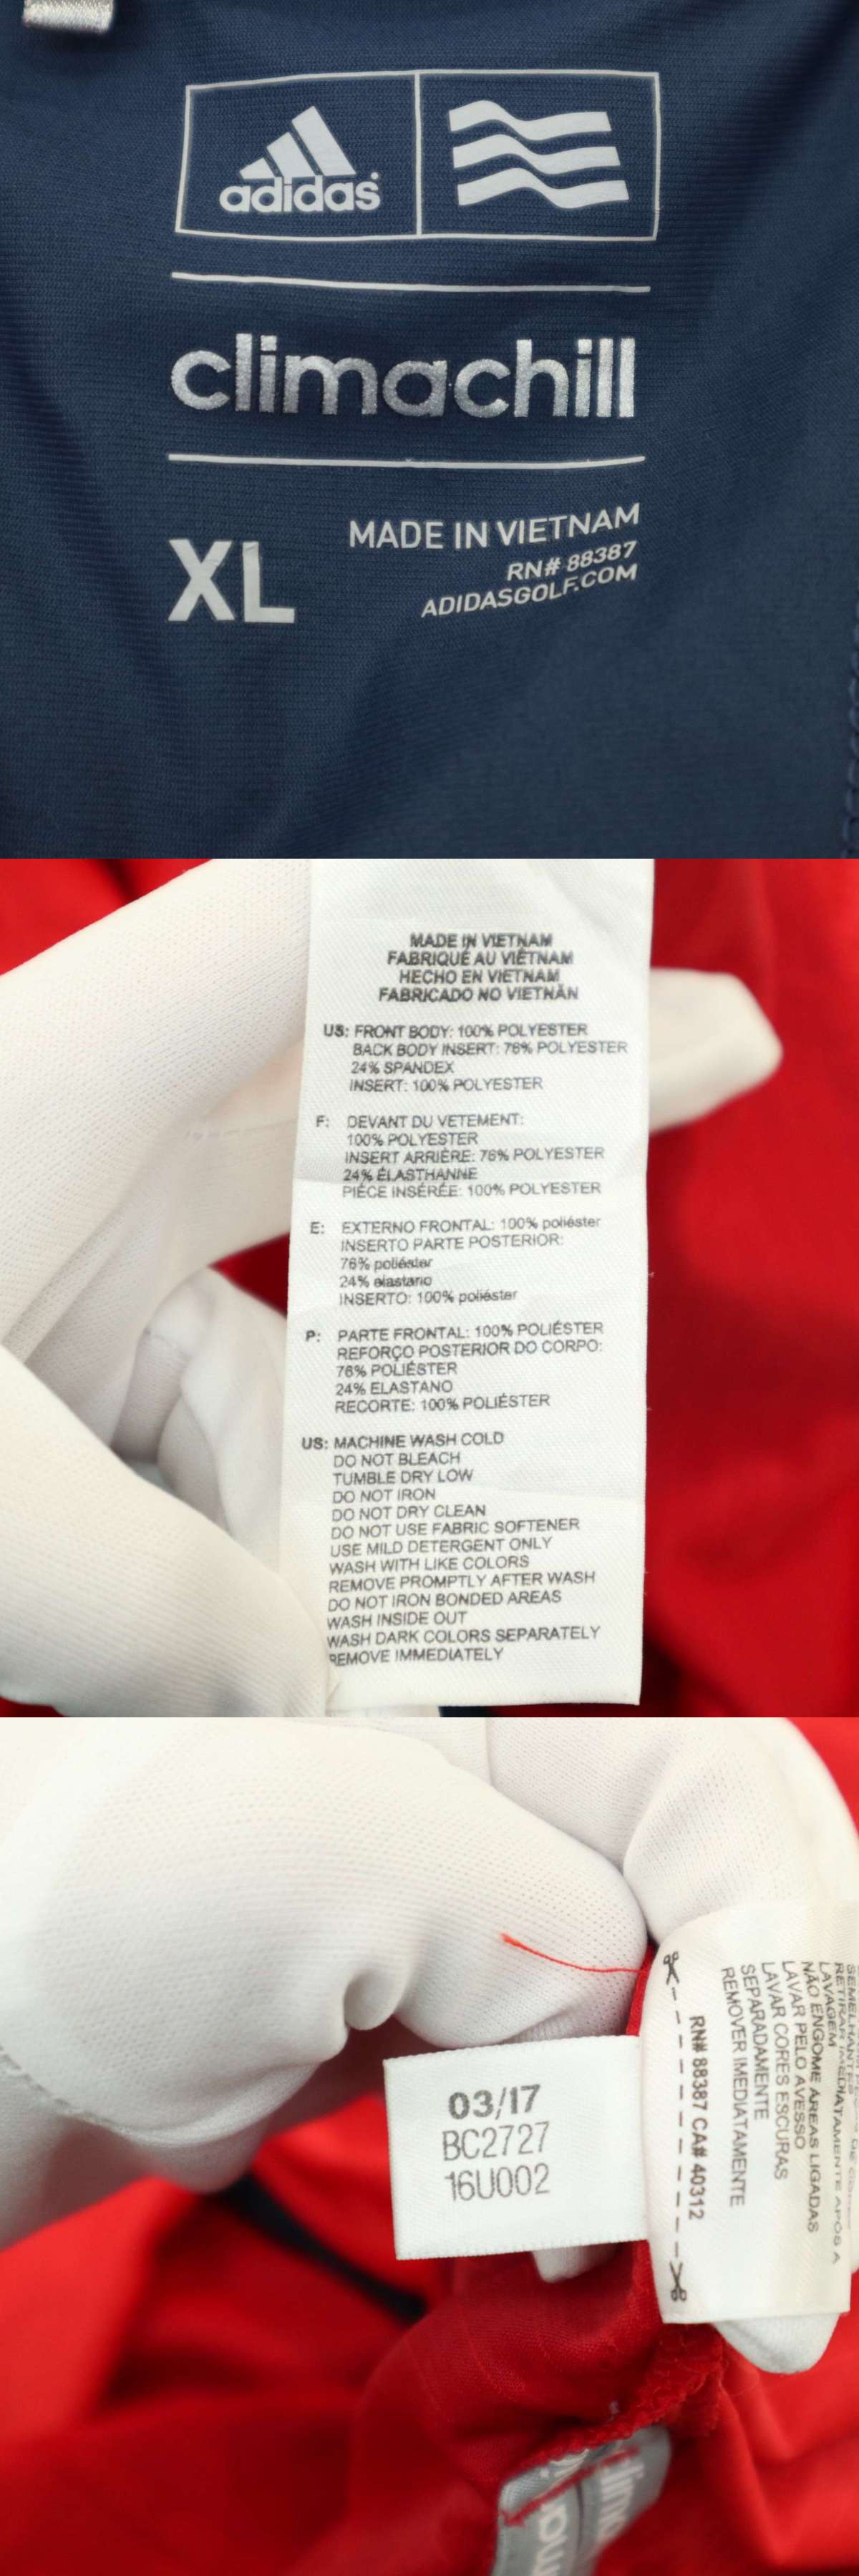 adidas
climachill
XL
MADE IN VIETNAM
RN# 88387
ADIDASGOLF.COM
MADE IN VIETNAM
FABRIQUÉ AU VIÊTNAM
HECHO EN VIETNAM
FABRICADO NO VIETNÃN
US: FRONT BODY: 100% POLYESTER
BACK BODY INSERT: 76% POLYESTER
24% SPANDEX
INSERT: 100% POLYESTER
F: DEVANT DU VETEMENT:
100% POLYESTER
INSERT ARRIÈRE: 76% POLYESTER
24% ÉLASTHANNE
PIÉCE INSÉRÉE: 100% POLYESTER
E: EXTERNO FRONTAL: 100% poliéster
INSERTO PARTE POSTERIOR:
76% poliéster
24% elastano
INSERTO: 100% poliéster
P: PARTE FRONTAL: 100% POLIÉSTER
REFORÇO POSTERIOR DO CORPO:
76% POLIÉSTER
24% ELASTANO
RECORTE: 100% POLIÉSTER
US: MACHINE WASH COLD
DO NOT BLEACH
TUMBLE DRY LOW
DO NOT IRON
DO NOT DRY CLEAN
DO NOT USE FABRIC SOFTENER
USE MILD DETERGENT ONLY
WASH WITH LIKE COLORS
REMOVE PROMPTLY AFTER WASH
DO NOT IRON BONDED AREAS
WASH INSIDE OUT
WASH DARK COLORS SEPARATELY
REMOVE IMMEDIATELY
03/17
BC2727
16U002
SEMELHANTES
RETIRAR IMEDIATAMENTE APÓS A
LAVAGEM
NÃO ENGOME ÁREAS LIGADAS
LAVAR PELO AVESSO
LAVAR CORES ESCURAS
SEPARADAMENTE
REMOVER IMEDIATAMENTE
RN# 88387 CA# 40312